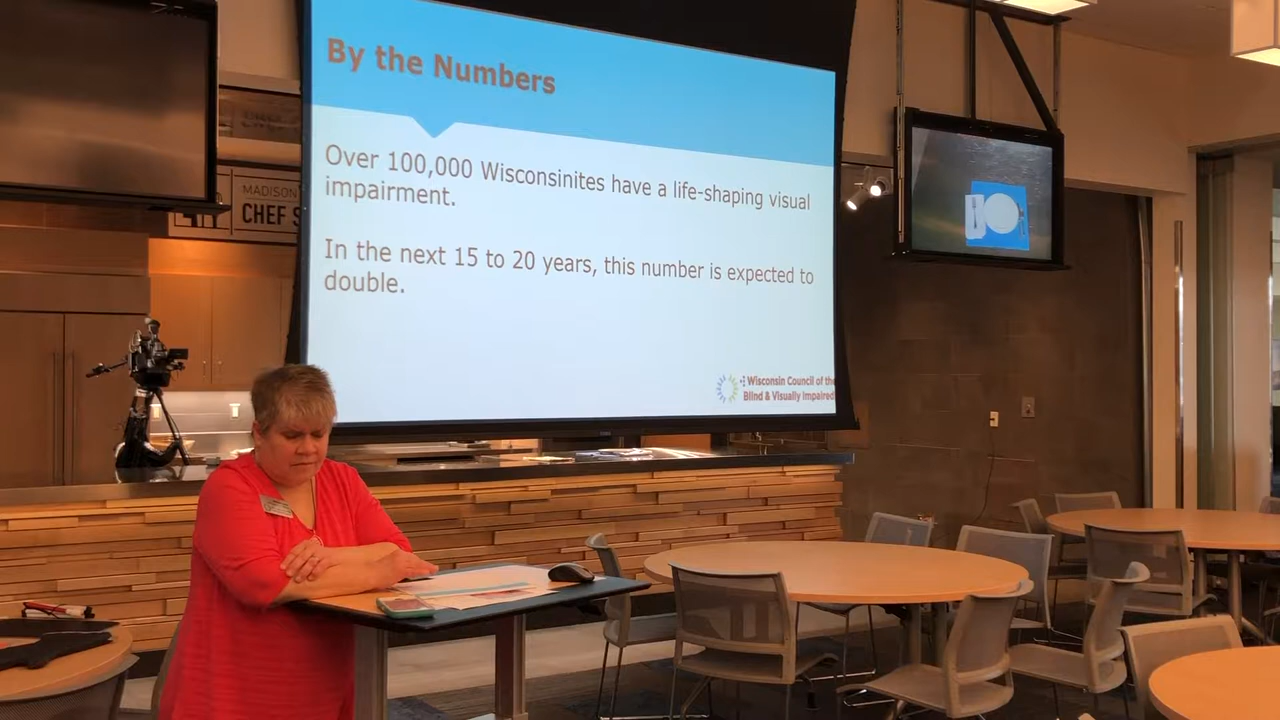 By the Numbers
Over 100,000 Wisconsinites have a life-shaping visual
impairment.
In the next 15 to 20 years, this number is expected to
double.
Wisconsin Council of the
Blind & Visually Impaired
MADISON
CHEF S